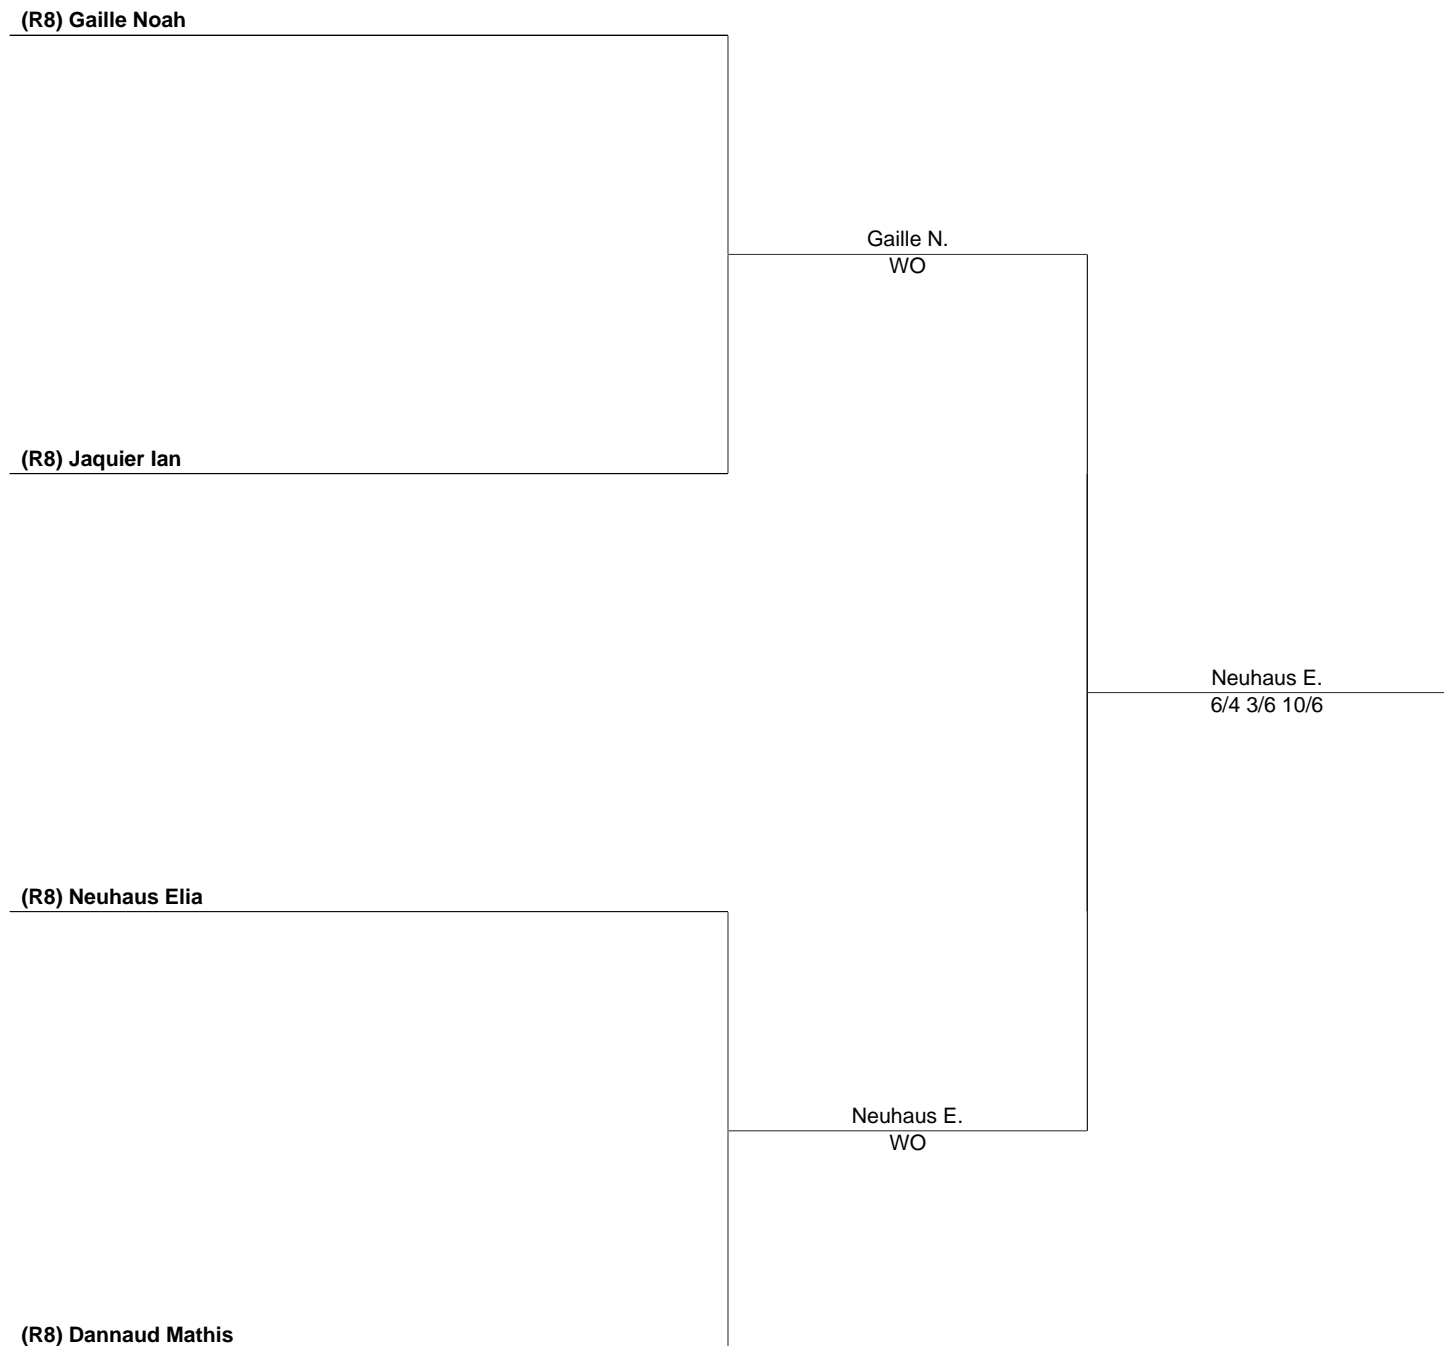 (R8) Gaille Noah
Gaille N.
WO
(R8) Jaquier Ian
Neuhaus E.
6/4 3/6 10/6
(R8) Neuhaus Elia
Neuhaus E.
WO
(R8) Dannaud Mathis